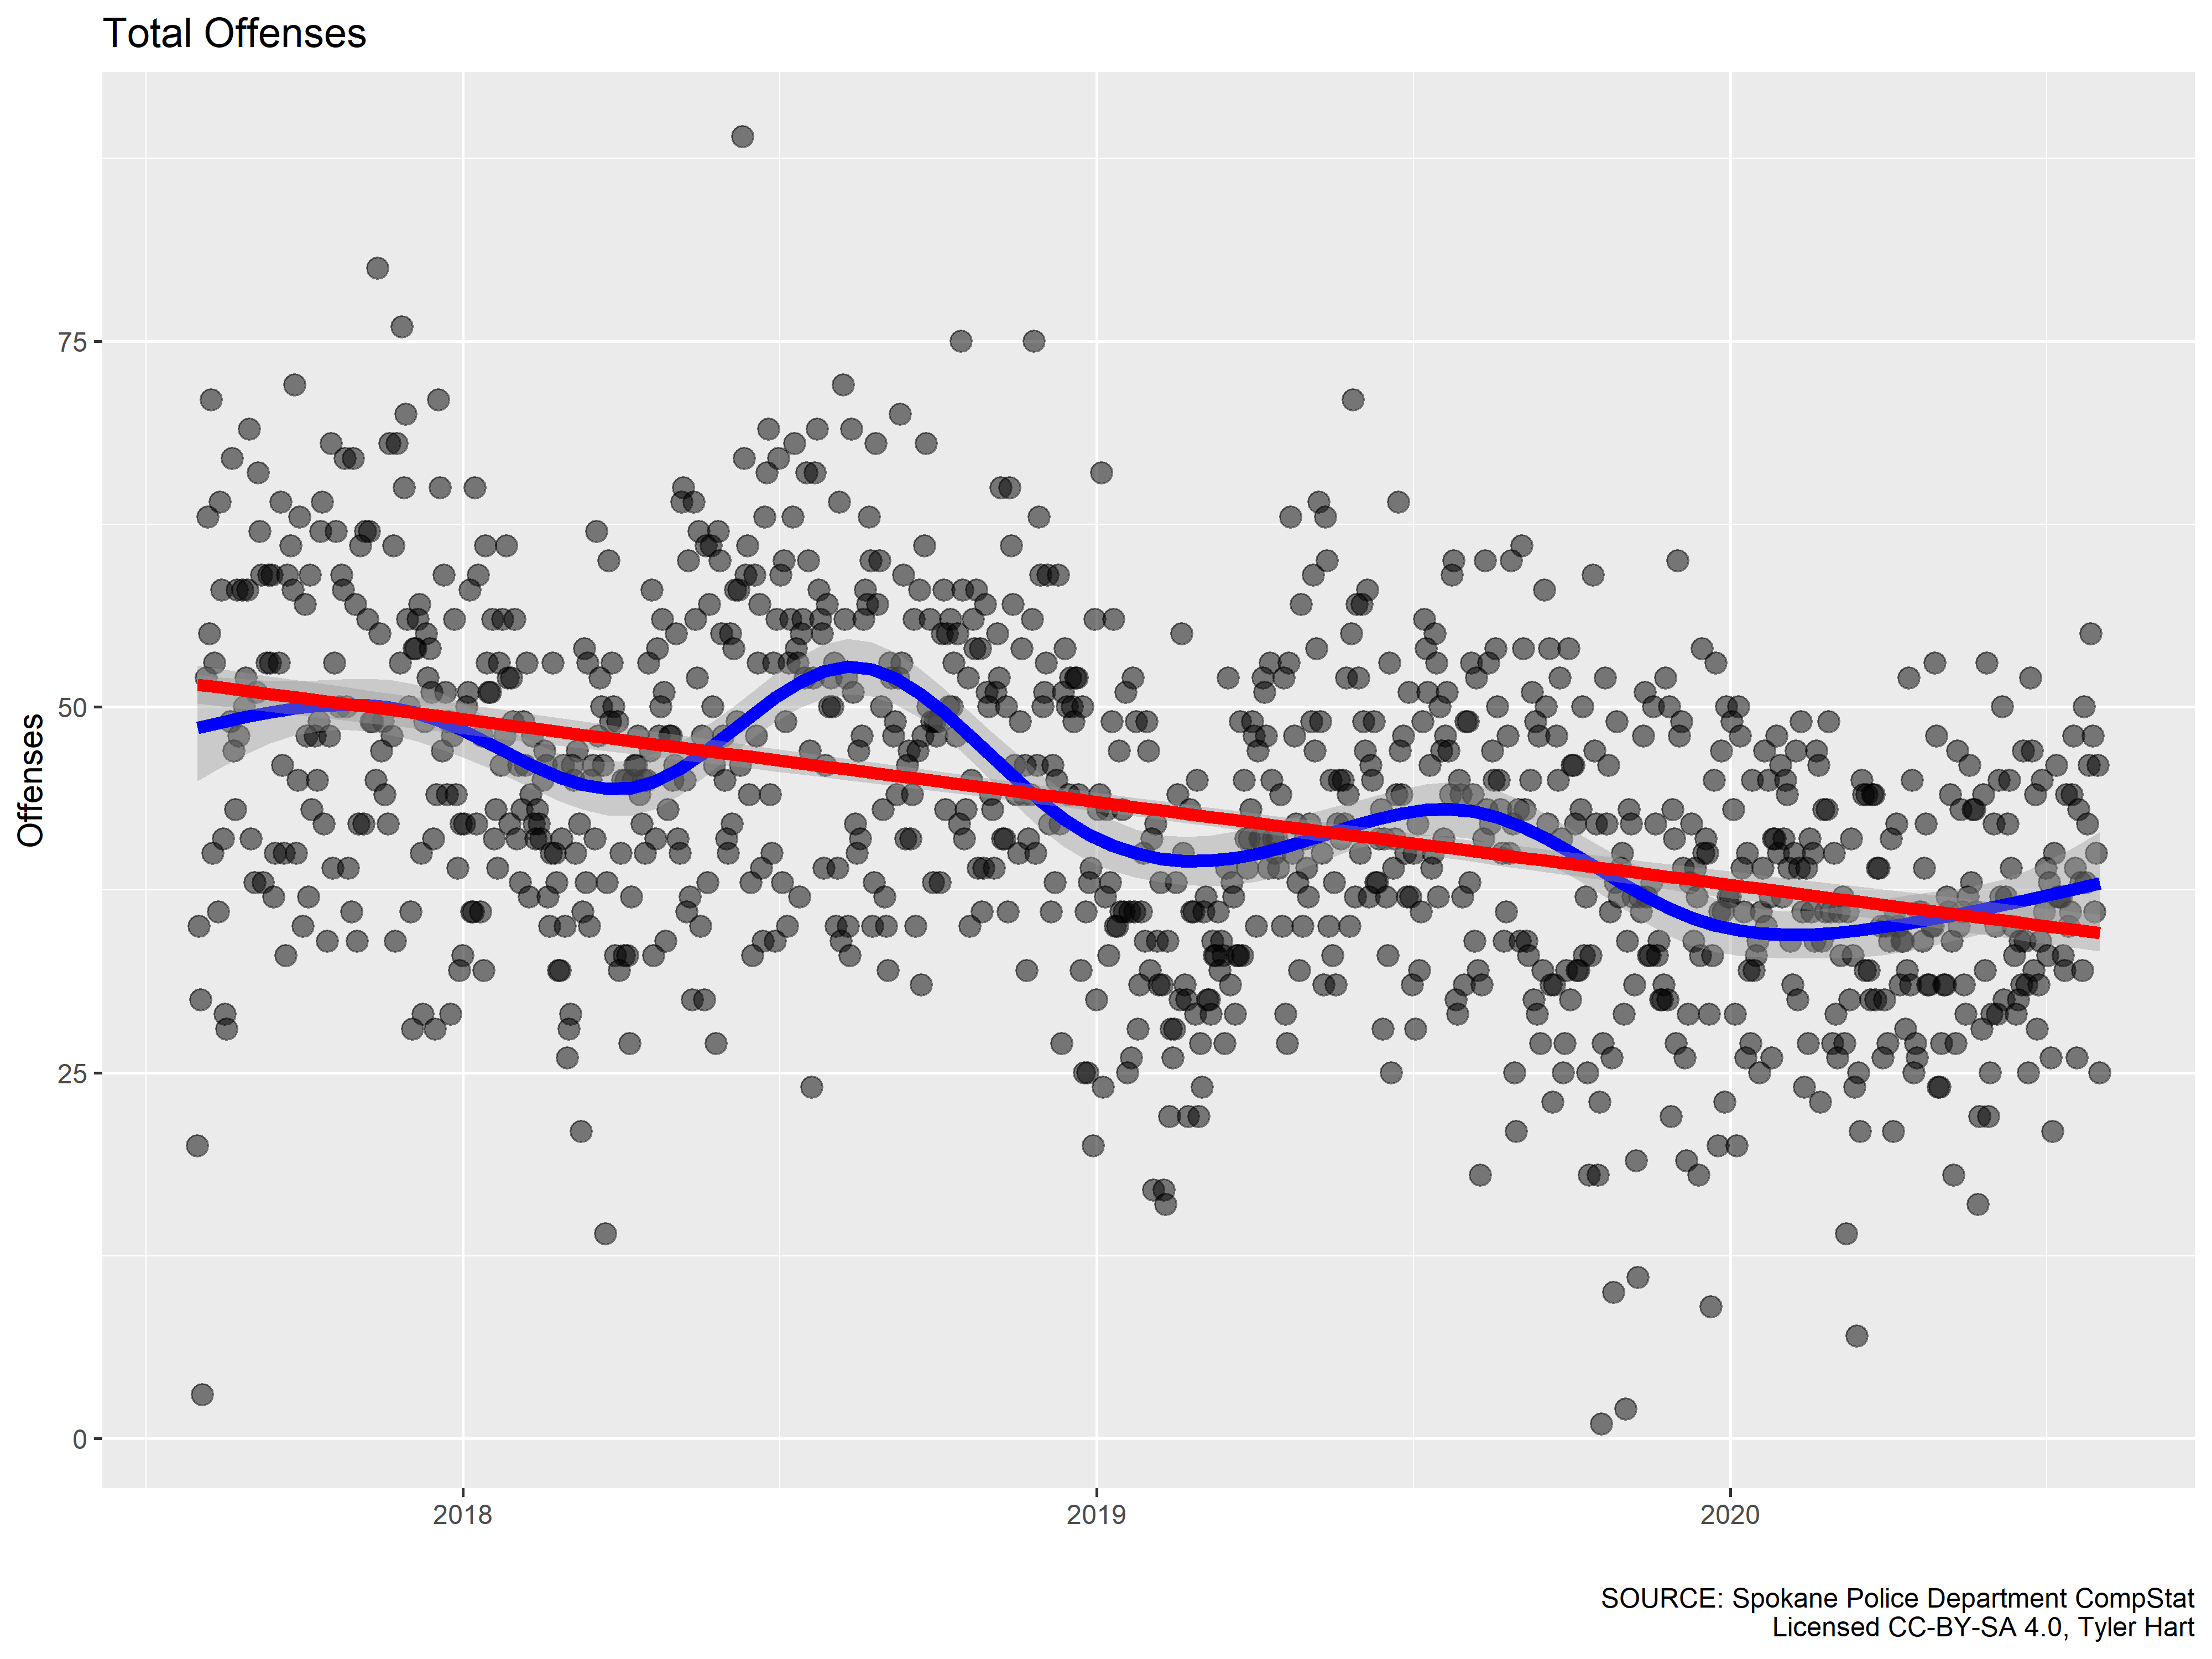 Total Offenses
75
50
25
0
Offenses
2018 2019 2020
SOURCE: Spokane Police Department CompStat
Licensed CC-BY-SA 4.0, Tyler Hart